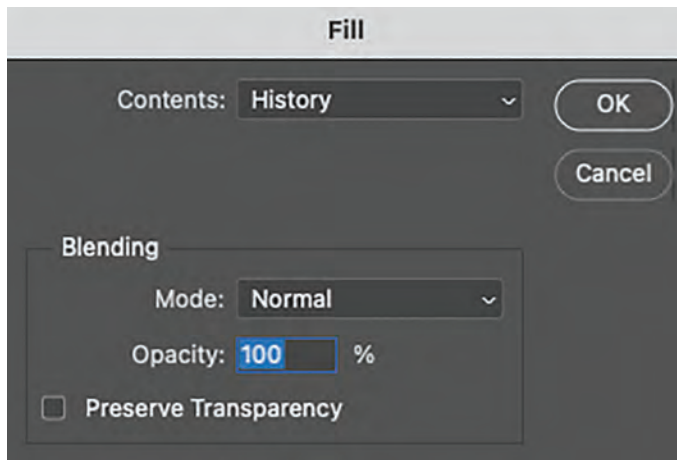 Fill
Contents: History
OK
Cancel
Blending
Mode: Normal
Opacity: 100 %
Preserve Transparency